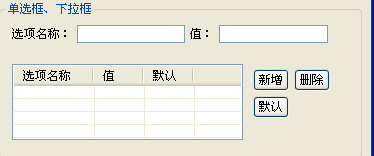 单选框、下拉框
选项名称： 值：
选项名称 值 默认
新增 删除
默认